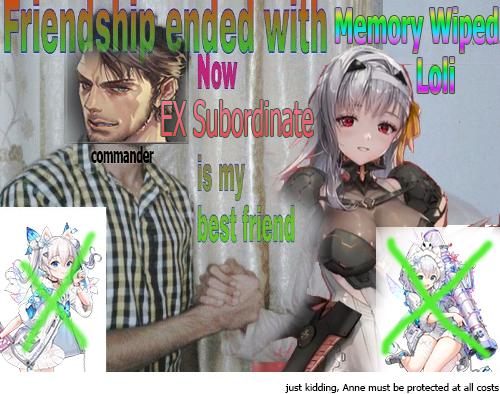 Friendship ended with Memory Wiped
Loli
Now
EX Subordinate
commander
is my
best friend
just kidding, Anne must be protected at all costs